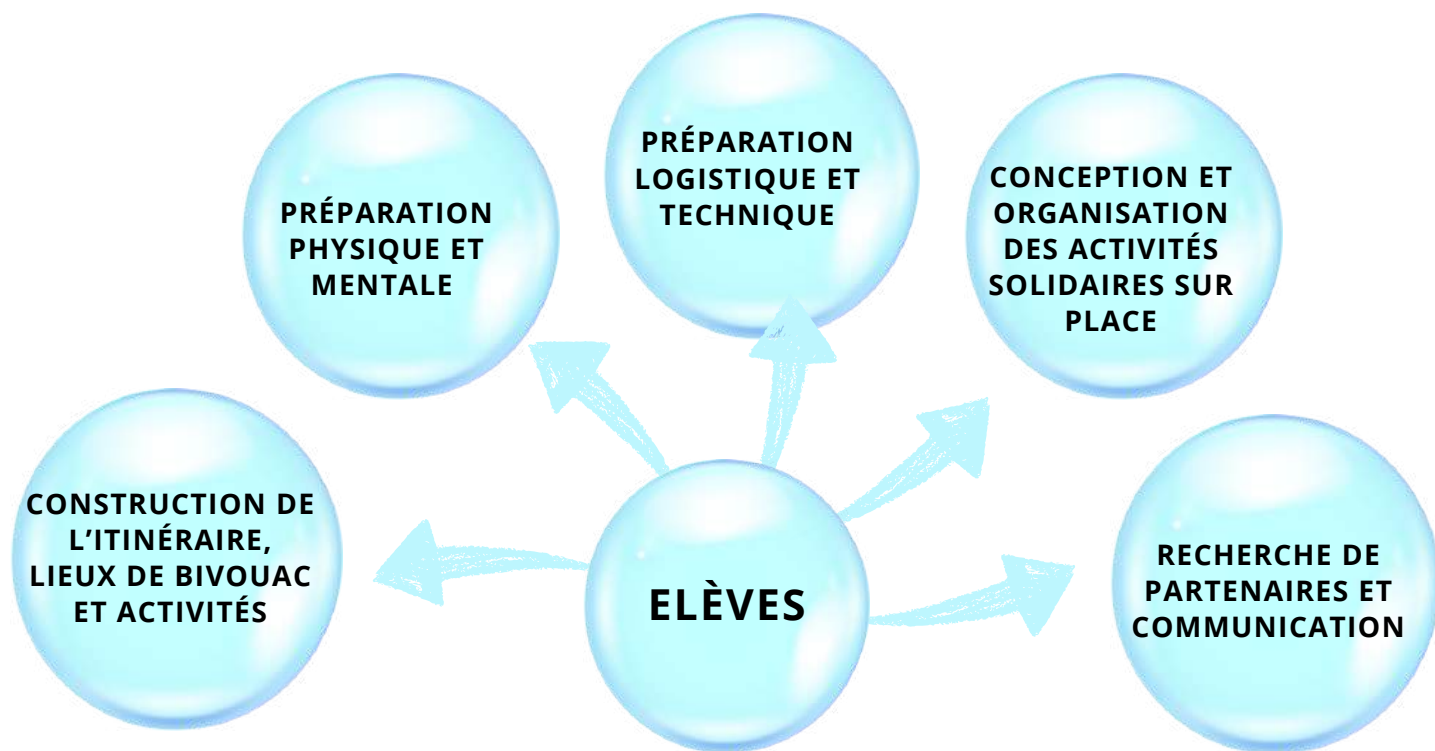 PRÉPARATION
LOGISTIQUE ET
TECHNIQUE
PRÉPARATION
PHYSIQUE ET
MENTALE
CONCEPTION ET
ORGANISATION
DES ACTIVITÉS
SOLIDAIRES SUR
PLACE
CONSTRUCTION DE
L'ITINÉRAIRE,
LIEUX DE BIVOUAC
ET ACTIVITÉS
ELÈVES
RECHERCHE DE
PARTENAIRES ET
COMMUNICATION